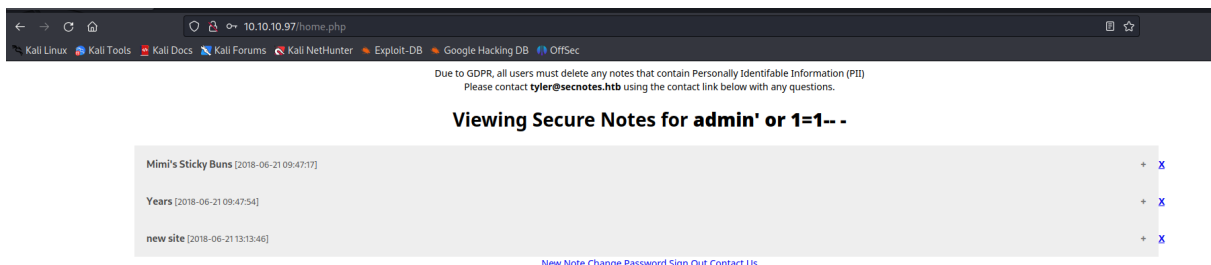 10.10.10.97/home.php
Kali Linux Kali Tools Kali Docs Kali Forums Kali NetHunter Exploit-DB Google Hacking DB OffSec
Due to GDPR, all users must delete any notes that contain Personally Identifable Information (PII)
Please contact tyler@secnotes.htb using the contact link below with any questions.
Viewing Secure Notes for admin' or 1=1-- -
Mimi's Sticky Buns [2018-06-21 09:47:17] + X
Years [2018-06-21 09:47:54] + X
new site [2018-06-21 13:13:46] + X
New Note Change Password Sign Out Contact Us